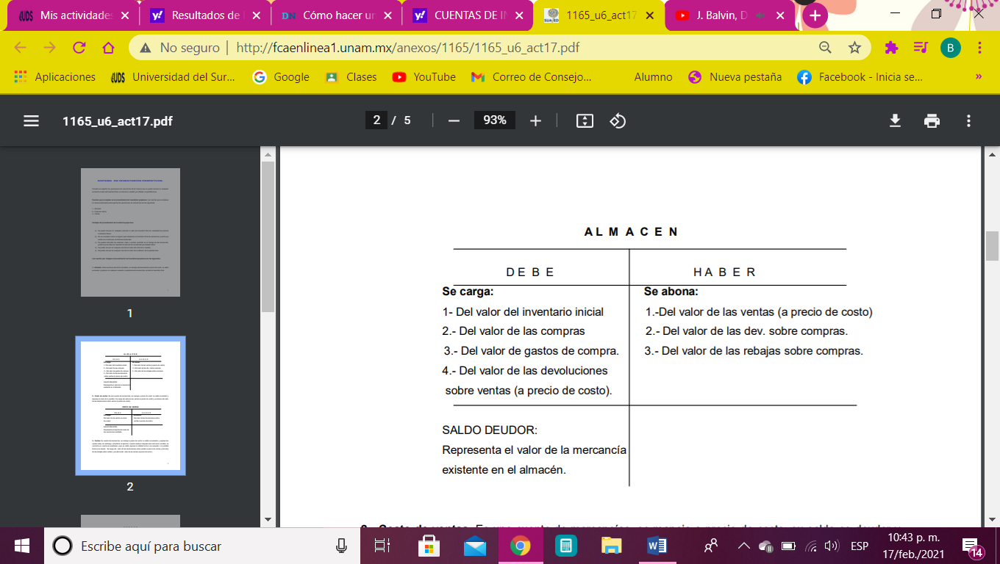 Mis actividades
Resultados de
Cómo hacer un
CUENTAS DE IN
1165_u6_act17
J. Balvin, D
No seguro | http://fcaenlinea1.unam.mx/anexos/1165/1165_u6_act17.pdf
B
Aplicaciones
UDS Universidad del Sur...
Google
Clases
YouTube
Correo de Consejo...
Alumno
Nueva pestaña
Facebook - Inicia se...
»
1165_u6_act17.pdf
2 / 5
93%
1
2
ALMACEN
DEBE HABER
Se carga: Se abona:
1- Del valor del inventario inicial 1.-Del valor de las ventas (a precio de costo)
2.- Del valor de las compras 2.- Del valor de las dev. sobre compras.
3.- Del valor de gastos de compra. 3.- Del valor de las rebajas sobre compras.
4.- Del valor de las devoluciones
sobre ventas (a precio de costo).
SALDO DEUDOR:
Representa el valor de la mercancía
existente en el almacén.
Escribe aquí para buscar
ESP
10:43 p. m.
17/feb./2021
14